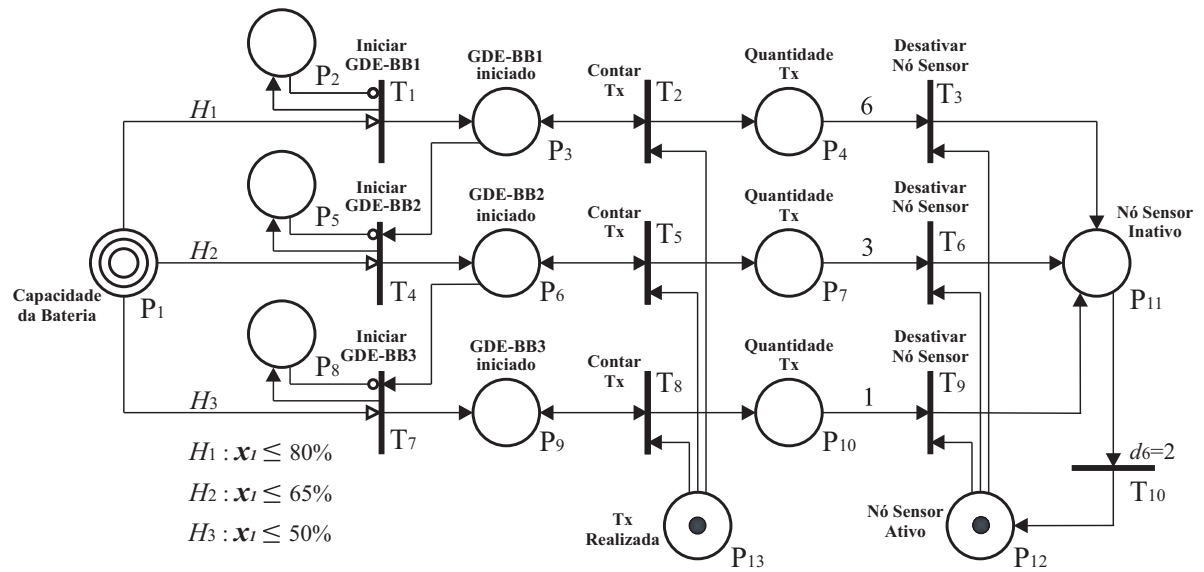 Iniciar
GDE-BB1
P2
T1
H1
GDE-BB1
iniciado
P3
Contar
Tx
T2
Quantidade
Tx
P4
6
Desativar
Nó Sensor
T3
Iniciar
GDE-BB2
P5
T4
H2
GDE-BB2
iniciado
P6
Contar
Tx
T5
Quantidade
Tx
P7
3
Desativar
Nó Sensor
T6
Nó Sensor
Inativo
P11
Capacidade
da Bateria
P1
Iniciar
GDE-BB3
P8
T7
H3
GDE-BB3
iniciado
P9
Contar
Tx
T8
Quantidade
Tx
P10
1
Desativar
Nó Sensor
T9
H1 : x1 ≤ 80%
H2 : x1 ≤ 65%
H3 : x1 ≤ 50%
d6=2
T10
Tx
Realizada
P13
Nó Sensor
Ativo
P12